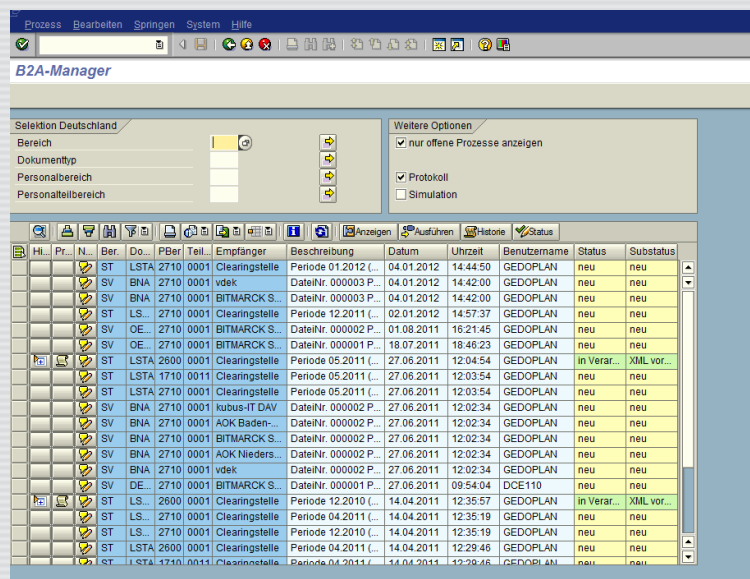 Prozess Bearbeiten Springen System Hilfe
B2A-Manager
Selektion Deutschland
Bereich
Dokumenttyp
Personalbereich
Personalteilbereich
Weitere Optionen
nur offene Prozesse anzeigen
Protokoll
Simulation
Anzeigen Ausführen Historie Status
Hi... Pr... N... Ber. Do... PBer Teil... Empfänger Beschreibung Datum Uhrzeit Benutzername Status Substatus
ST LSTA 2710 0001 Clearingstelle Periode 01.2012 (... 04.01.2012 14:44:50 GEDOPLAN neu neu
SV BNA 2710 0001 vdek DateiNr. 000003 P... 04.01.2012 14:42:00 GEDOPLAN neu neu
SV BNA 2710 0001 BITMARCK S... DateiNr. 000003 P... 04.01.2012 14:42:00 GEDOPLAN neu neu
ST LS... 2710 0001 Clearingstelle Periode 12.2011 (... 02.01.2012 14:57:37 GEDOPLAN neu neu
SV OE... 2710 0001 BITMARCK S... DateiNr. 000002 P... 01.08.2011 16:21:45 GEDOPLAN neu neu
SV OE... 2710 0001 BITMARCK S... DateiNr. 000001 P... 18.07.2011 18:46:23 GEDOPLAN neu neu
ST LSTA 2600 0001 Clearingstelle Periode 05.2011 (... 27.06.2011 12:04:54 GEDOPLAN in Verar... XML vor...
ST LSTA 1710 0011 Clearingstelle Periode 05.2011 (... 27.06.2011 12:03:54 GEDOPLAN neu neu
ST LSTA 2710 0001 Clearingstelle Periode 05.2011 (... 27.06.2011 12:03:54 GEDOPLAN neu neu
SV BNA 2710 0001 kubus-IT DAV DateiNr. 000002 P... 27.06.2011 12:02:34 GEDOPLAN neu neu
SV BNA 2710 0001 AOK Baden-... DateiNr. 000002 P... 27.06.2011 12:02:34 GEDOPLAN neu neu
SV BNA 2710 0001 BITMARCK S... DateiNr. 000002 P... 27.06.2011 12:02:34 GEDOPLAN neu neu
SV BNA 2710 0001 AOK Nieders... DateiNr. 000002 P... 27.06.2011 12:02:34 GEDOPLAN neu neu
SV BNA 2710 0001 vdek DateiNr. 000002 P... 27.06.2011 12:02:34 GEDOPLAN neu neu
SV DE... 2710 0001 BITMARCK S... DateiNr. 000001 P... 27.06.2011 09:54:04 DCE110 neu neu
ST LS... 2600 0001 Clearingstelle Periode 12.2010 (... 14.04.2011 12:35:57 GEDOPLAN in Verar... XML vor...
ST LS... 2710 0001 Clearingstelle Periode 04.2011 (... 14.04.2011 12:35:19 GEDOPLAN neu neu
ST LS... 2710 0001 Clearingstelle Periode 12.2010 (... 14.04.2011 12:35:19 GEDOPLAN neu neu
ST LSTA 2600 0001 Clearingstelle Periode 04.2011 (... 14.04.2011 12:29:46 GEDOPLAN neu neu
ST LSTA 1710 0011 Clearingstelle Periode 04.2011 (... 14.04.2011 12:29:46 GEDOPLAN neu neu